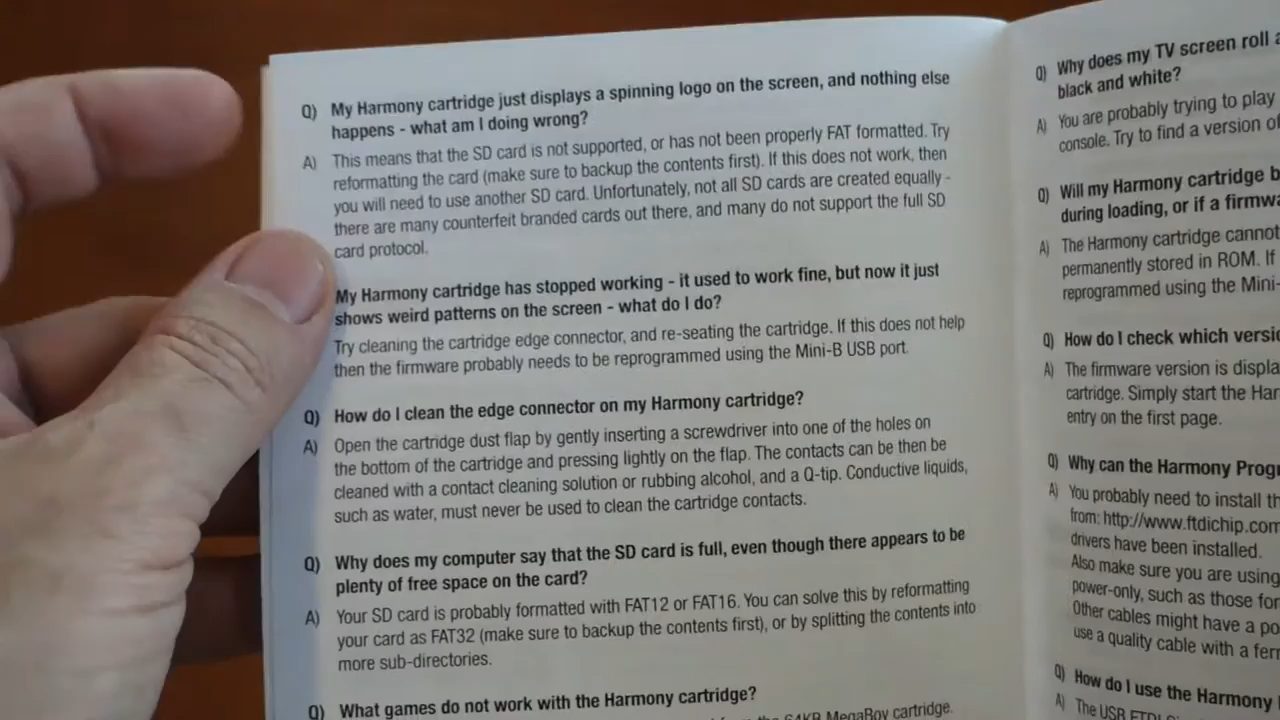 Q) My Harmony cartridge just displays a spinning logo on the screen, and nothing else
happens - what am I doing wrong?
A) This means that the SD card is not supported, or has not been properly FAT formatted. Try
reformatting the card (make sure to backup the contents first). If this does not work, then
you will need to use another SD card. Unfortunately, not all SD cards are created equally -
there are many counterfeit branded cards out there, and many do not support the full SD
card protocol.
My Harmony cartridge has stopped working - it used to work fine, but now it just
shows weird patterns on the screen - what do I do?
Try cleaning the cartridge edge connector, and re-seating the cartridge. If this does not help
then the firmware probably needs to be reprogrammed using the Mini-B USB port.
Q) How do I clean the edge connector on my Harmony cartridge?
A) Open the cartridge dust flap by gently inserting a screwdriver into one of the holes on
the bottom of the cartridge and pressing lightly on the flap. The contacts can be then be
cleaned with a contact cleaning solution or rubbing alcohol, and a Q-tip. Conductive liquids,
such as water, must never be used to clean the cartridge contacts.
Q) Why does my computer say that the SD card is full, even though there appears to be
plenty of free space on the card?
A) Your SD card is probably formatted with FAT12 or FAT16. You can solve this by reformatting
your card as FAT32 (make sure to backup the contents first), or by splitting the contents into
more sub-directories.
Q) What games do not work with the Harmony cartridge?
the 64KB MegaBoy cartridge.
Q) Why does my TV screen roll
black and white?
A) You are probably trying to play
console. Try to find a version of
Q) Will my Harmony cartridge
during loading, or if a
A) The Harmony cartridge cannot
permanently stored in ROM. If
reprogrammed using the Mini-
Q) How do I check which
A) The firmware version is
cartridge. Simply start the
entry on the first page.
Q) Why can the Harmony
A) You probably need to install
from: http://www.ftdichip.com
drivers have been installed.
Also make sure you are using
power-only, such as those for
Other cables might have a
use a quality cable with a
Q) How do I use the Harmony
A) The USB